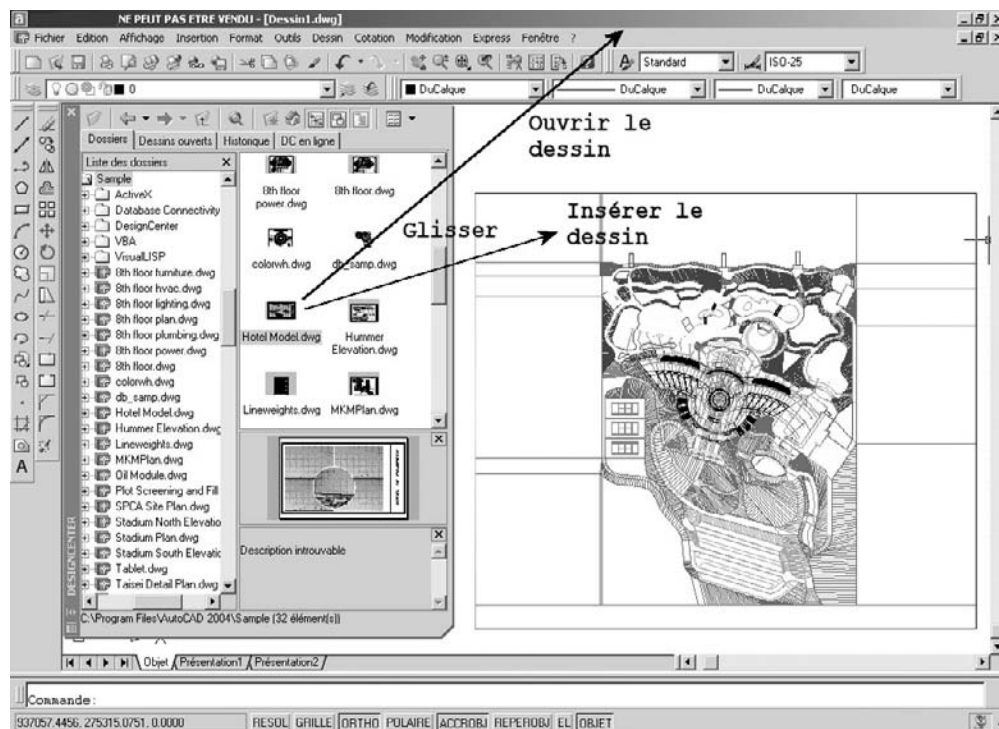 a NE PEUT PAS ETRE VENDU - [Dessin1.dwg]
Fichier Edition Affichage Insertion Format Outils Dessin Cotation Modification Express Fenêtre ?
Standard ISO-25
0 DuCalque DuCalque DuCalque DuCalque
Dossiers Dessins ouverts Historique DC en ligne
Liste des dossiers
Sample
ActiveX
Database Connectivity
DesignCenter
VBA
VisualLISP
8th floor furniture.dwg
8th floor hvac.dwg
8th floor lighting.dwg
8th floor plan.dwg
8th floor plumbing.dwg
8th floor power.dwg
8th floor.dwg
colorwh.dwg
db_samp.dwg
Hotel Model.dwg
Hummer Elevation.dwg
Lineweights.dwg
MKMPlan.dwg
Oil Module.dwg
Plot Screening and Fill
SPCA Site Plan.dwg
Stadium North Elevatio
Stadium Plan.dwg
Stadium South Elevatic
Tablet.dwg
Taisei Detail Plan.dwg
8th floor
power.dwg
8th floor.dwg
colorwh.dwg
db_samp.dwg
Hotel Model.dwg
Hummer
Elevation.dwg
Lineweights.dwg
MKMPlan.dwg
Description introuvable
DESIGNCENTER
C:\Program Files\AutoCAD 2004\Sample (32 élément(s))
Ouvrir le
dessin
Glisser
Insérer le
dessin
Objet Présentation1 Présentation2
Commande:
937057.4456, 275315.0751, 0.0000 RESOL GRILLE ORTHO POLAIRE ACCROBJ REPEROBJ EL OBJET